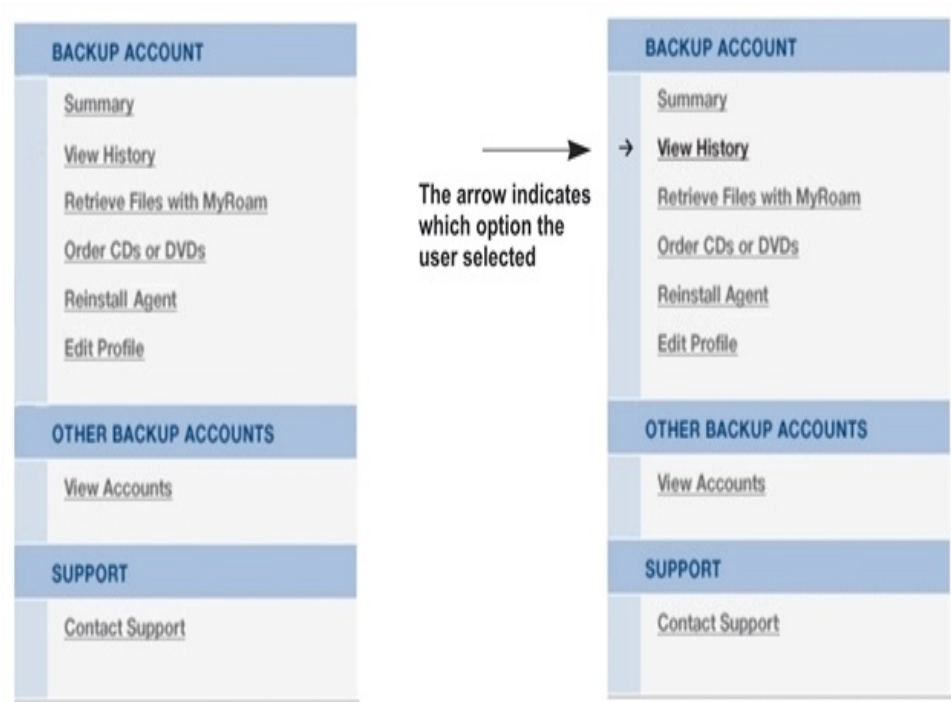 BACKUP ACCOUNT
Summary
View History
Retrieve Files with MyRoam
Order CDs or DVDs
Reinstall Agent
Edit Profile
OTHER BACKUP ACCOUNTS
View Accounts
SUPPORT
Contact Support
The arrow indicates
which option the
user selected
BACKUP ACCOUNT
Summary
→ View History
Retrieve Files with MyRoam
Order CDs or DVDs
Reinstall Agent
Edit Profile
OTHER BACKUP ACCOUNTS
View Accounts
SUPPORT
Contact Support